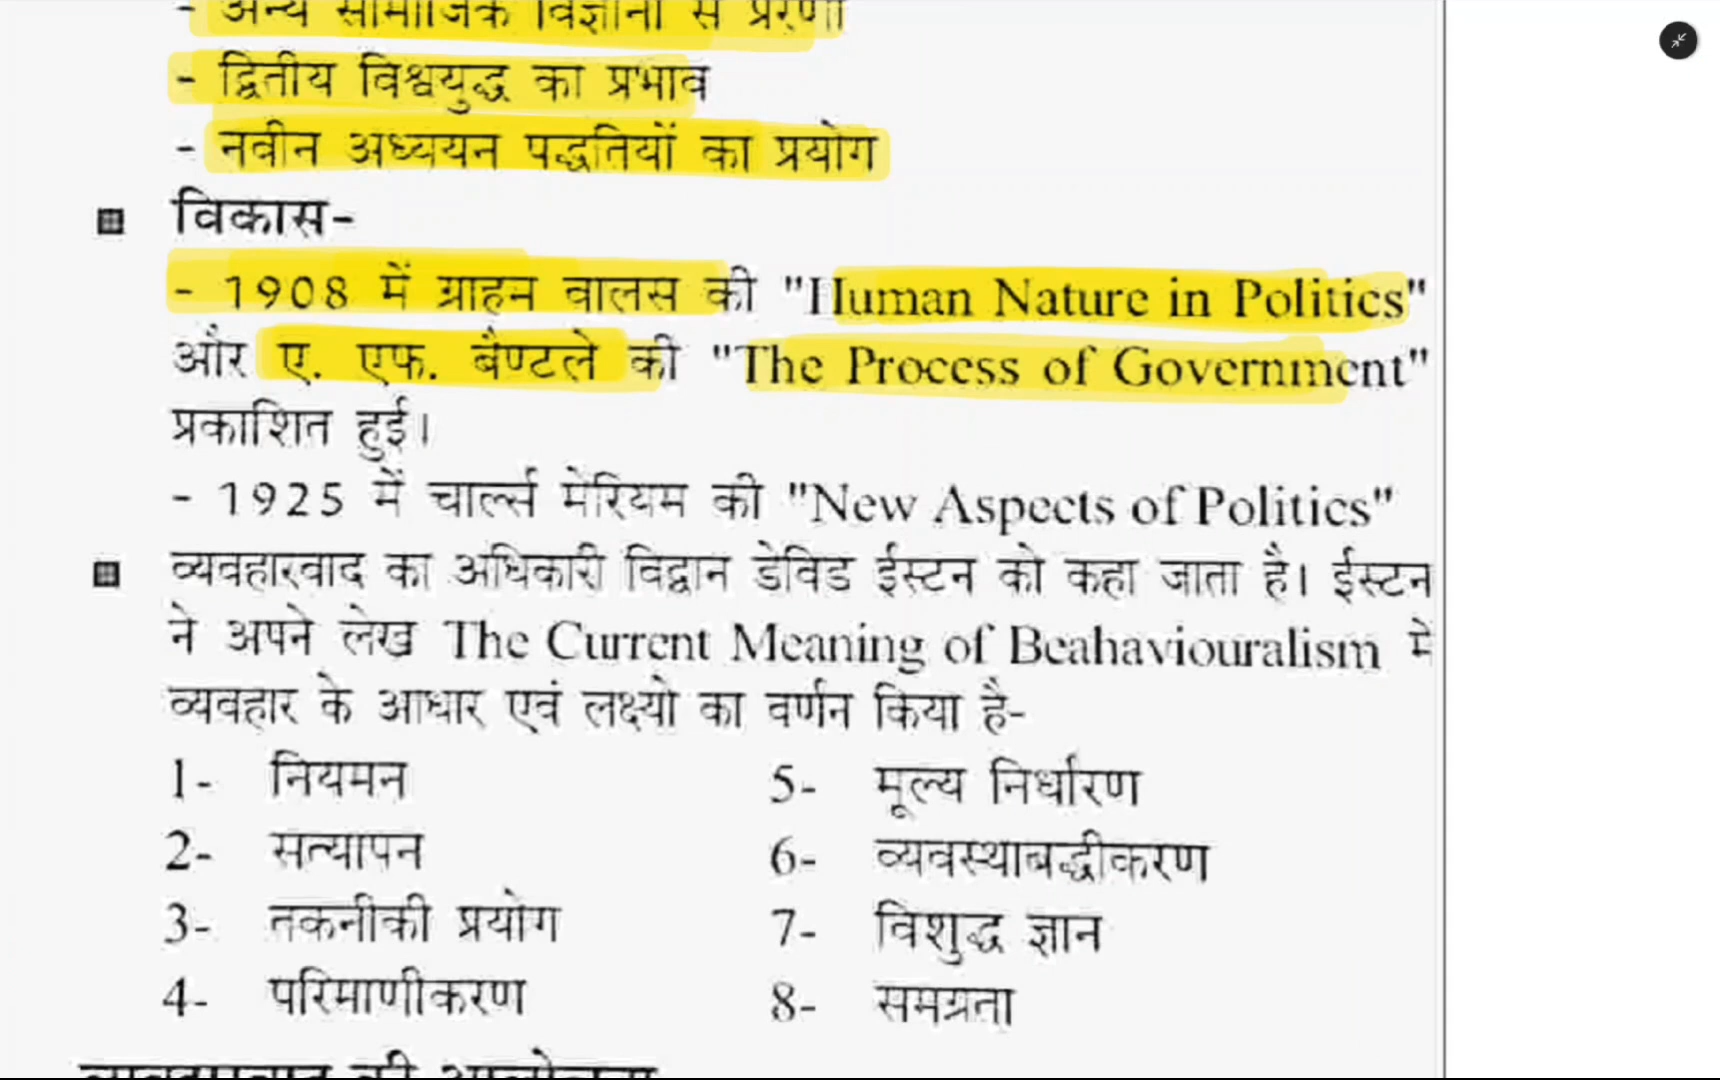 - अन्य सामाजिक विज्ञानों से प्रेरणा
- द्वितीय विश्वयुद्ध का प्रभाव
- नवीन अध्ययन पद्धतियों का प्रयोग
विकास-
- 1908 में ग्राहन वालस की "Human Nature in Politics"
और ए. एफ. बैण्टले की "The Process of Government"
प्रकाशित हुई।
- 1925 में चार्ल्स मेरियम की "New Aspects of Politics"
व्यवहारवाद का अधिकारी विद्वान डेविड ईस्टन को कहा जाता है। ईस्टन
ने अपने लेख The Current Meaning of Beahaviouralism में
व्यवहार के आधार एवं लक्ष्यो का वर्णन किया है-
1- नियमन
2- सत्यापन
3- तकनीकी प्रयोग
4- परिमाणीकरण
5- मूल्य निर्धारण
6- व्यवस्थाबद्धीकरण
7- विशुद्ध ज्ञान
8- समग्रता